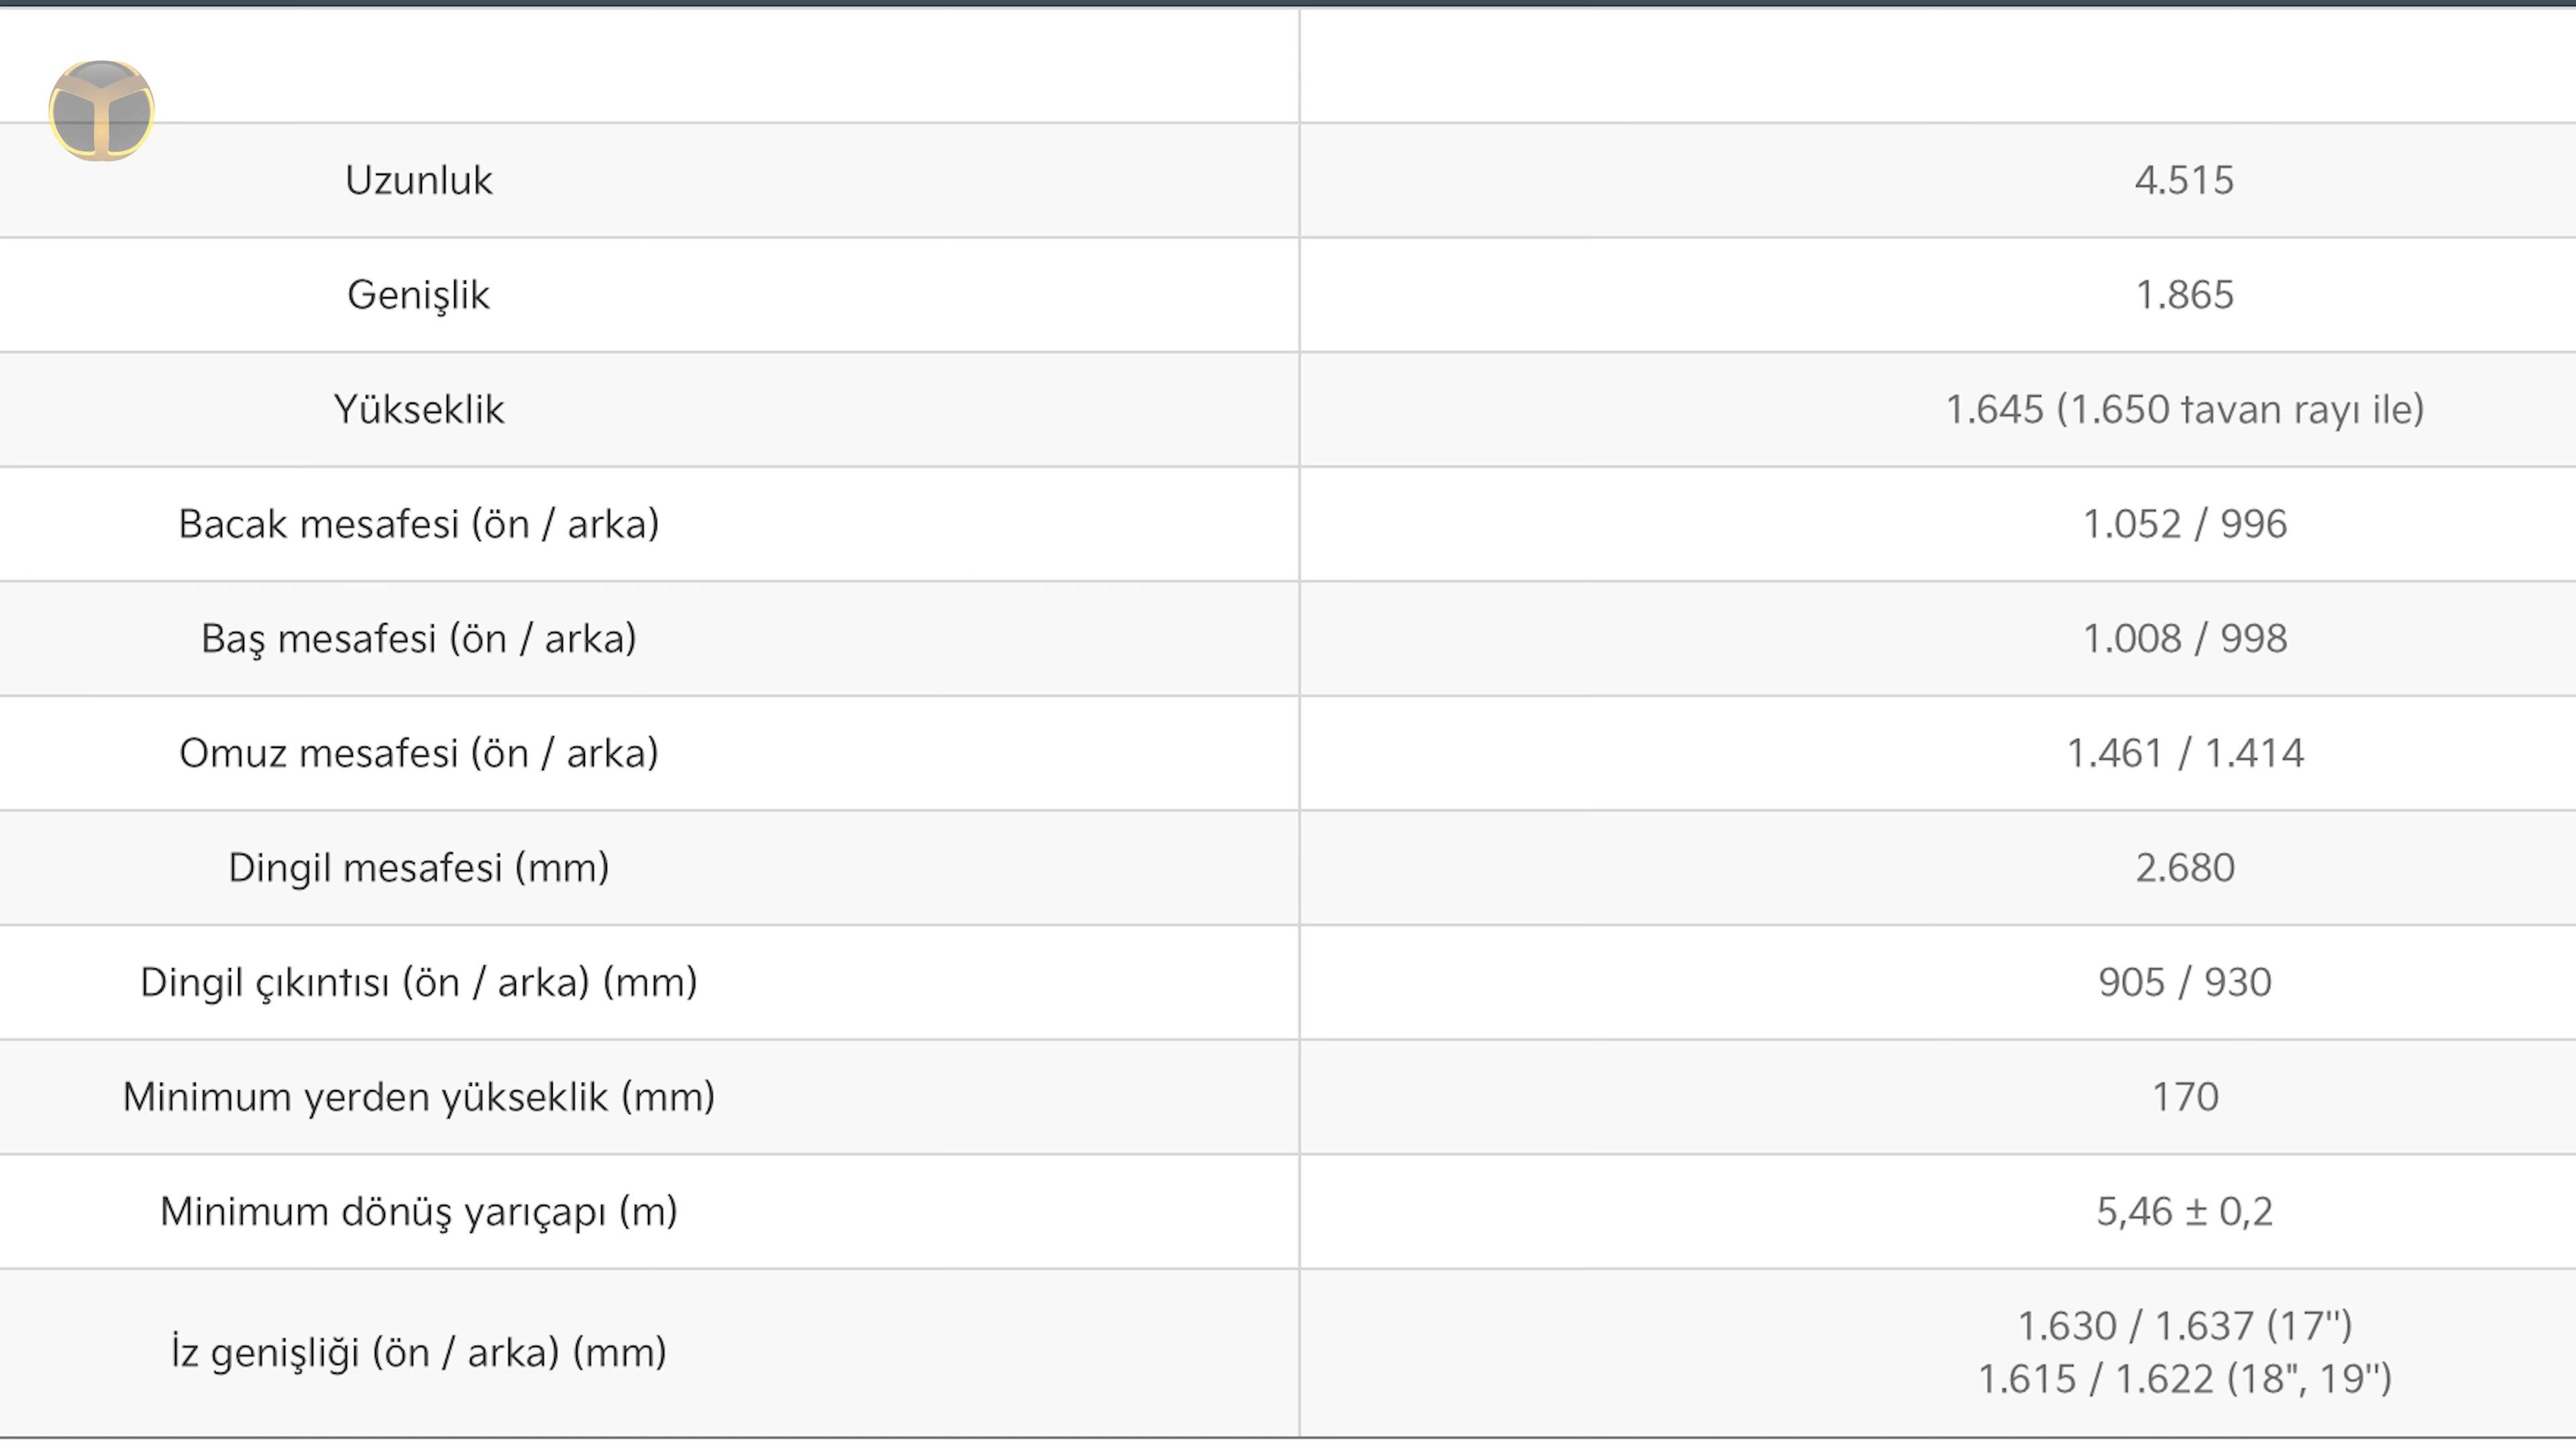 Uzunluk 4.515
Genişlik 1.865
Yükseklik 1.645 (1.650 tavan rayı ile)
Bacak mesafesi (ön / arka) 1.052 / 996
Baş mesafesi (ön / arka) 1.008 / 998
Omuz mesafesi (ön / arka) 1.461 / 1.414
Dingil mesafesi (mm) 2.680
Dingil çıkıntısı (ön / arka) (mm) 905 / 930
Minimum yerden yükseklik (mm) 170
Minimum dönüş yarıçapı (m) 5,46 ± 0,2
İz genişliği (ön / arka) (mm) 1.630 / 1.637 (17")
1.615 / 1.622 (18", 19")